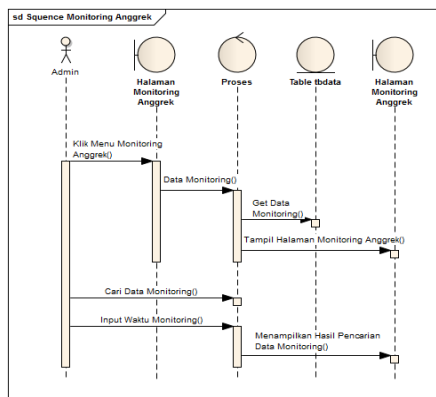 sd Squence Monitoring Anggrek
Admin
Halaman
Monitoring
Anggrek
Proses
Table tbdata
Halaman
Monitoring
Anggrek
Klik Menu Monitoring
Anggrek()
Data Monitoring()
Get Data
Monitoring()
Tampil Halaman Monitoring Anggrek()
Cari Data Monitoring()
Input Waktu Monitoring()
Menampilkan Hasil Pencarian
Data Monitoring()